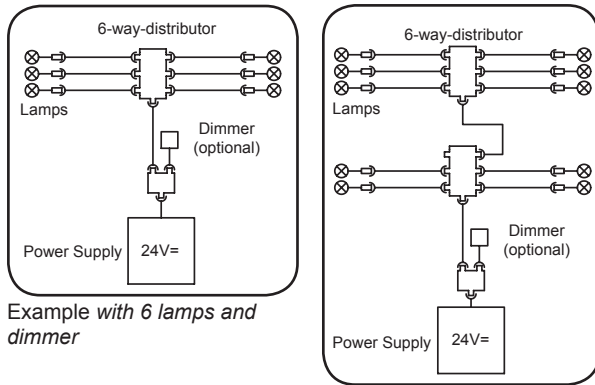 6-way-distributor
Lamps
Dimmer
(optional)
Power Supply
24V=
Example with 6 lamps and
dimmer
6-way-distributor
Lamps
Dimmer
(optional)
Power Supply
24V=